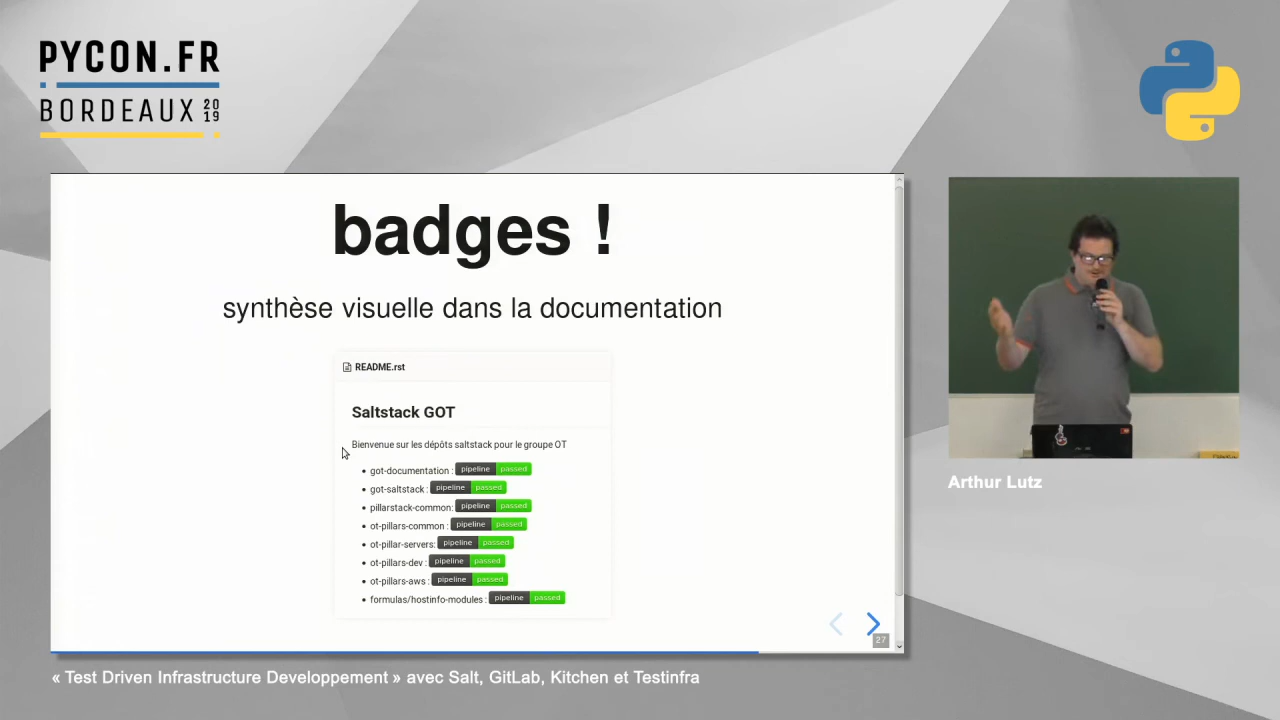 PYCON.FR
BORDEAUX 2019
badges !
synthèse visuelle dans la documentation
README.rst
Saltstack GOT
Bienvenue sur les dépôts saltstack pour le groupe OT
• got-documentation : pipeline passed
• got-saltstack : pipeline passed
• pillarstack-common: pipeline passed
• ot-pillars-common : pipeline passed
• ot-pillar-servers: pipeline passed
• ot-pillars-dev : pipeline passed
• ot-pillars-aws : pipeline passed
• formulas/hostinfo-modules : pipeline passed
27
Arthur Lutz
« Test Driven Infrastructure Developpement » avec Salt, GitLab, Kitchen et Testinfra